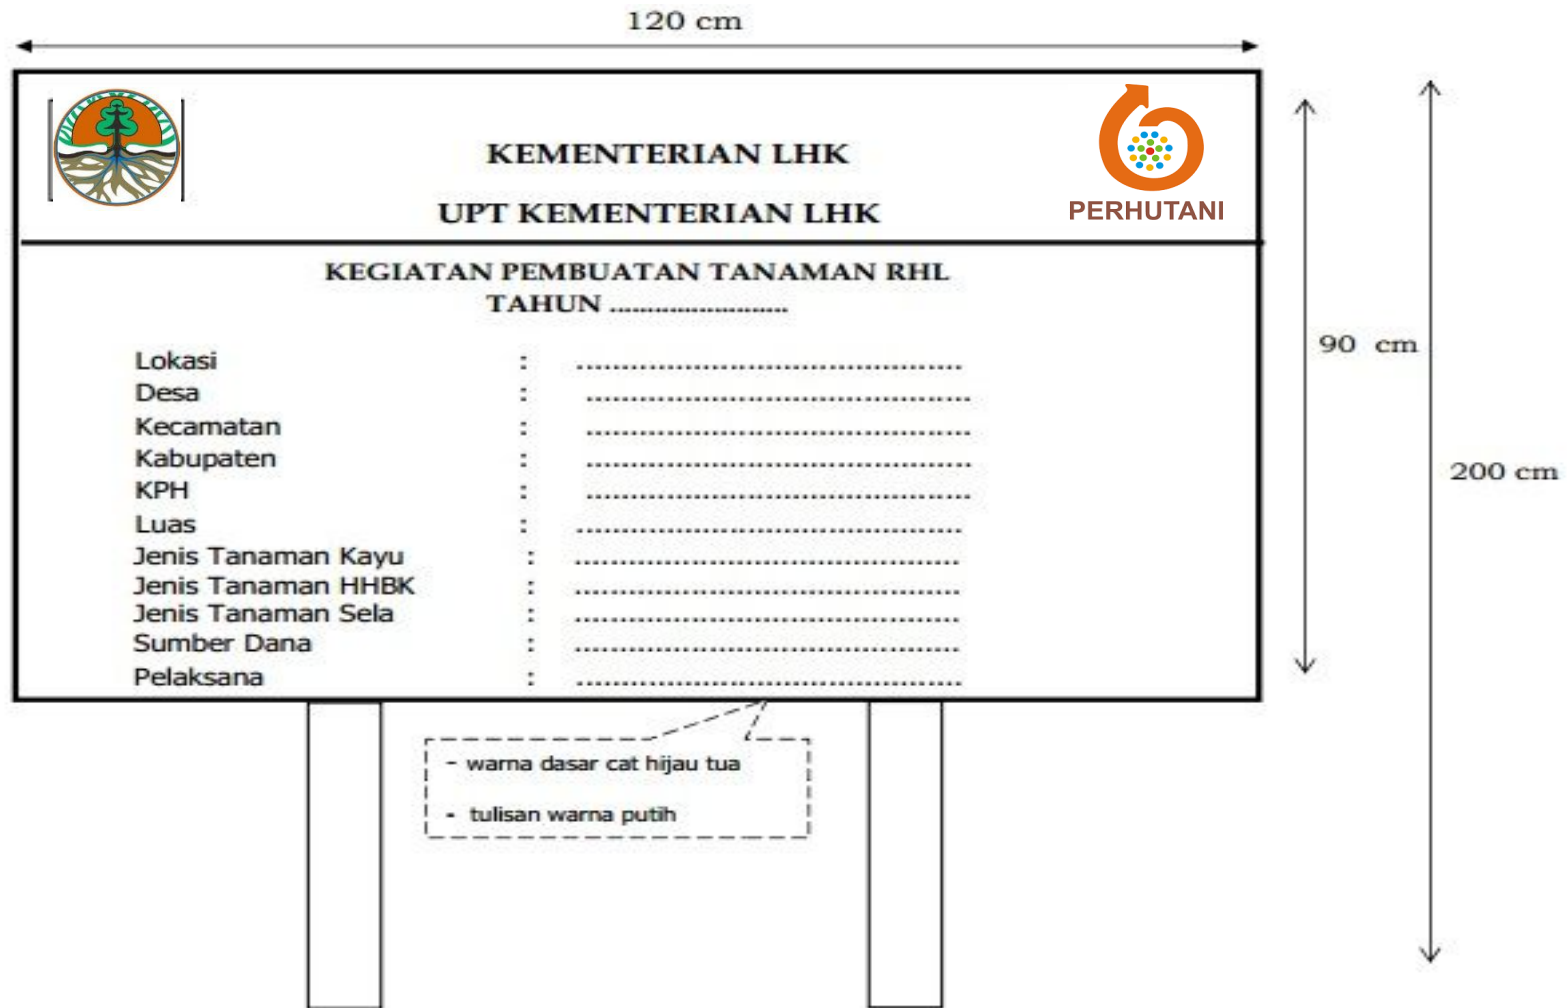 120 cm
KEMENTERIAN LHK
UPT KEMENTERIAN LHK
PERHUTANI
KEGIATAN PEMBUATAN TANAMAN RHL
TAHUN ........................
Lokasi : ..........................................
Desa : ..........................................
Kecamatan : ..........................................
Kabupaten : ..........................................
KPH : ..........................................
Luas : ..........................................
Jenis Tanaman Kayu : ..........................................
Jenis Tanaman HHBK : ..........................................
Jenis Tanaman Sela : ..........................................
Sumber Dana : ..........................................
Pelaksana : ..........................................
90 cm
200 cm
- warna dasar cat hijau tua
- tulisan warna putih